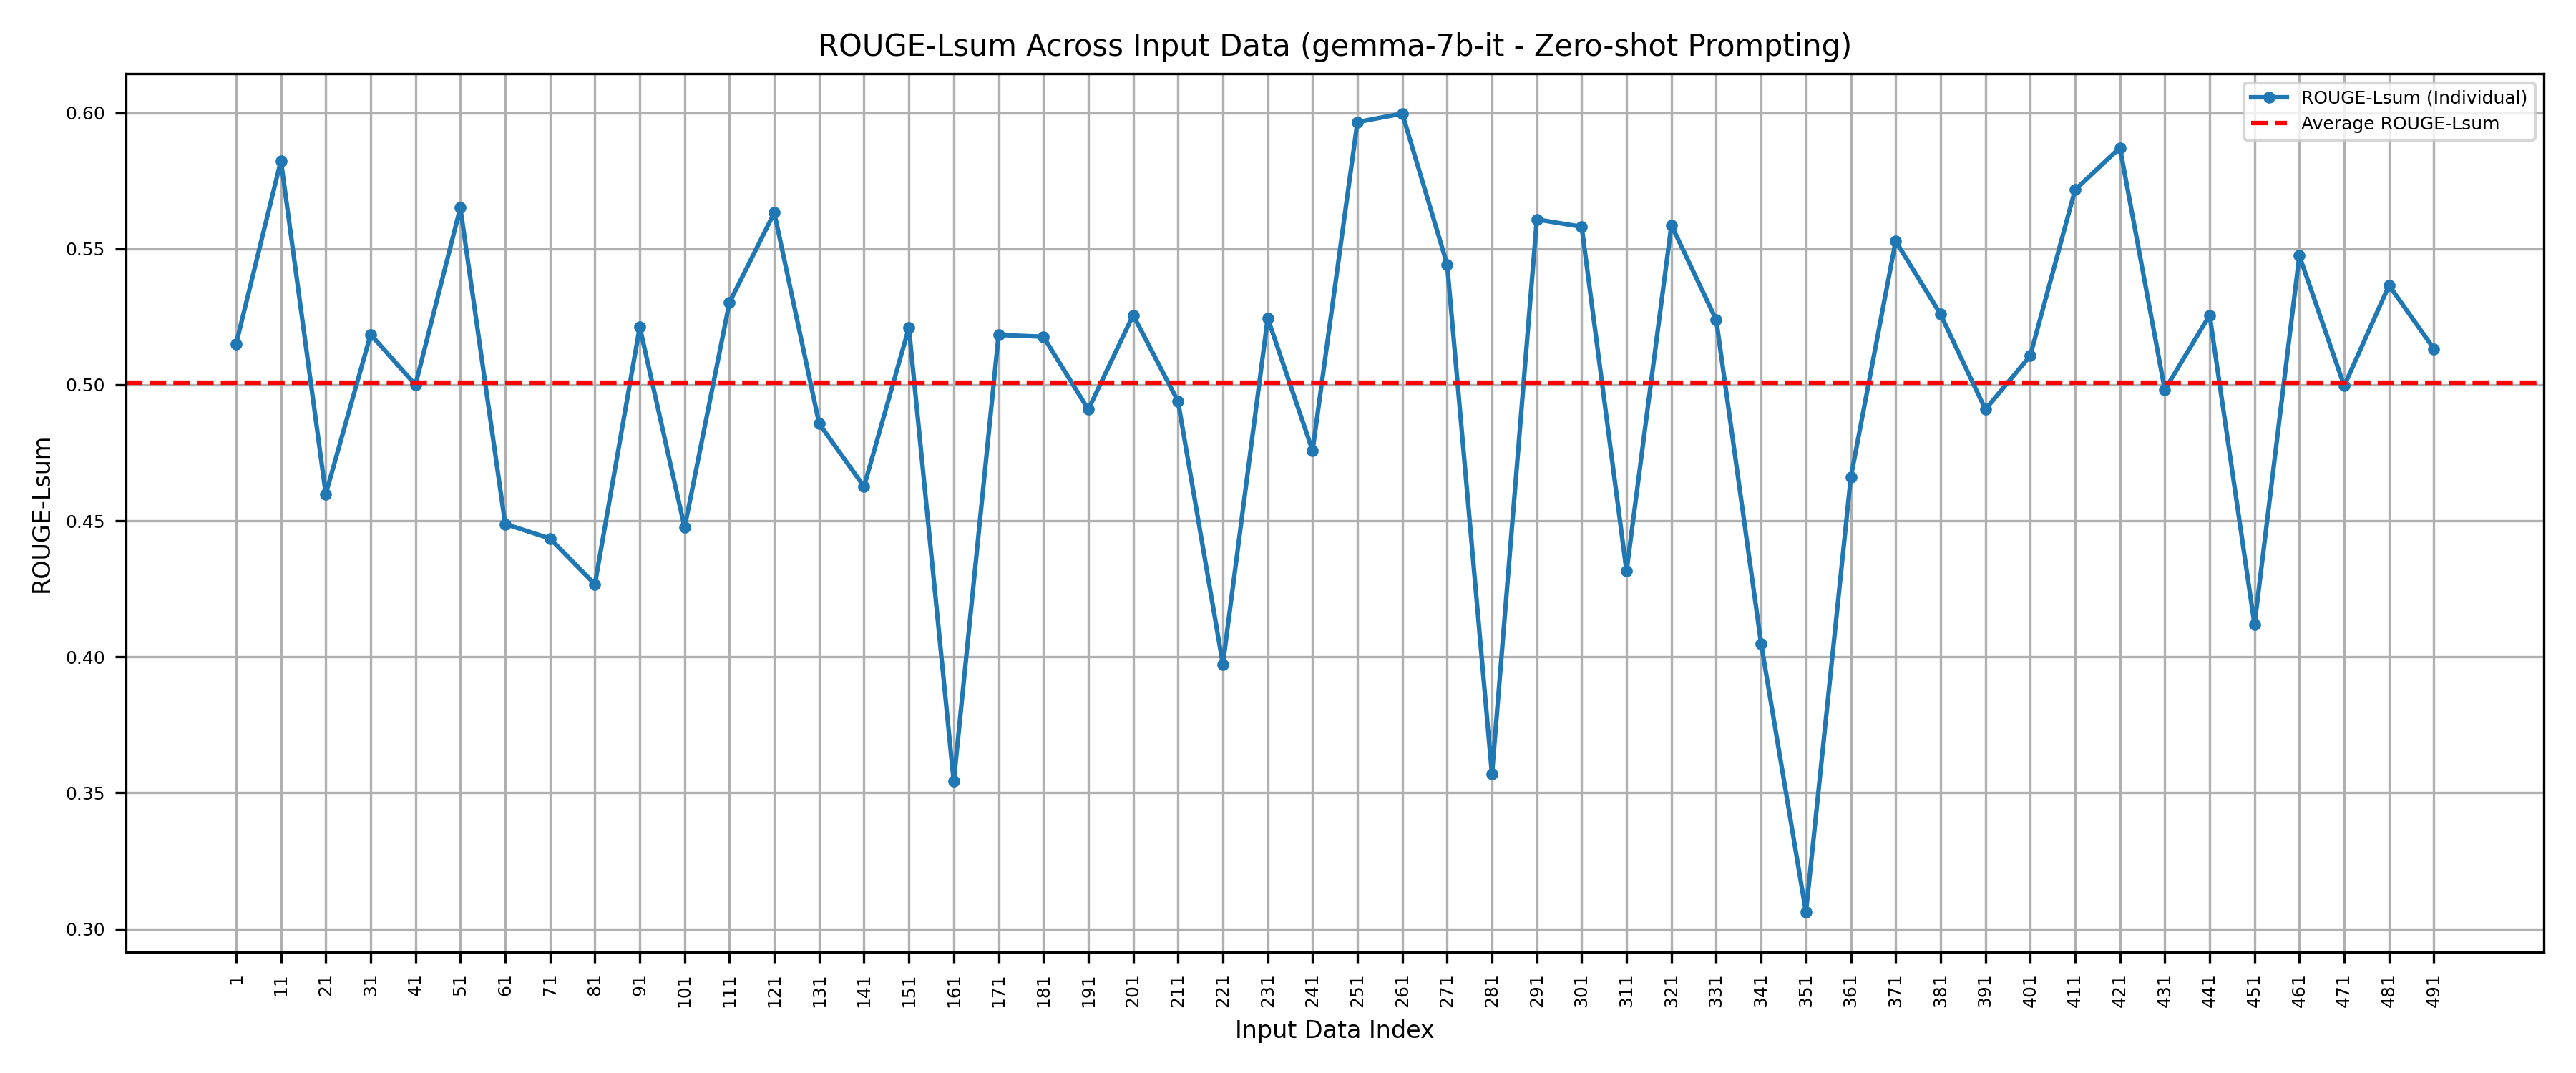 ROUGE-Lsum Across Input Data (gemma-7b-it - Zero-shot Prompting)
ROUGE-Lsum (Individual)
Average ROUGE-Lsum
ROUGE-Lsum
0.60
0.55
0.50
0.45
0.40
0.35
0.30
1 11 21 31 41 51 61 71 81 91 101 111 121 131 141 151 161 171 181 191 201 211 221 231 241 251 261 271 281 291 301 311 321 331 341 351 361 371 381 391 401 411 421 431 441 451 461 471 481 491
Input Data Index